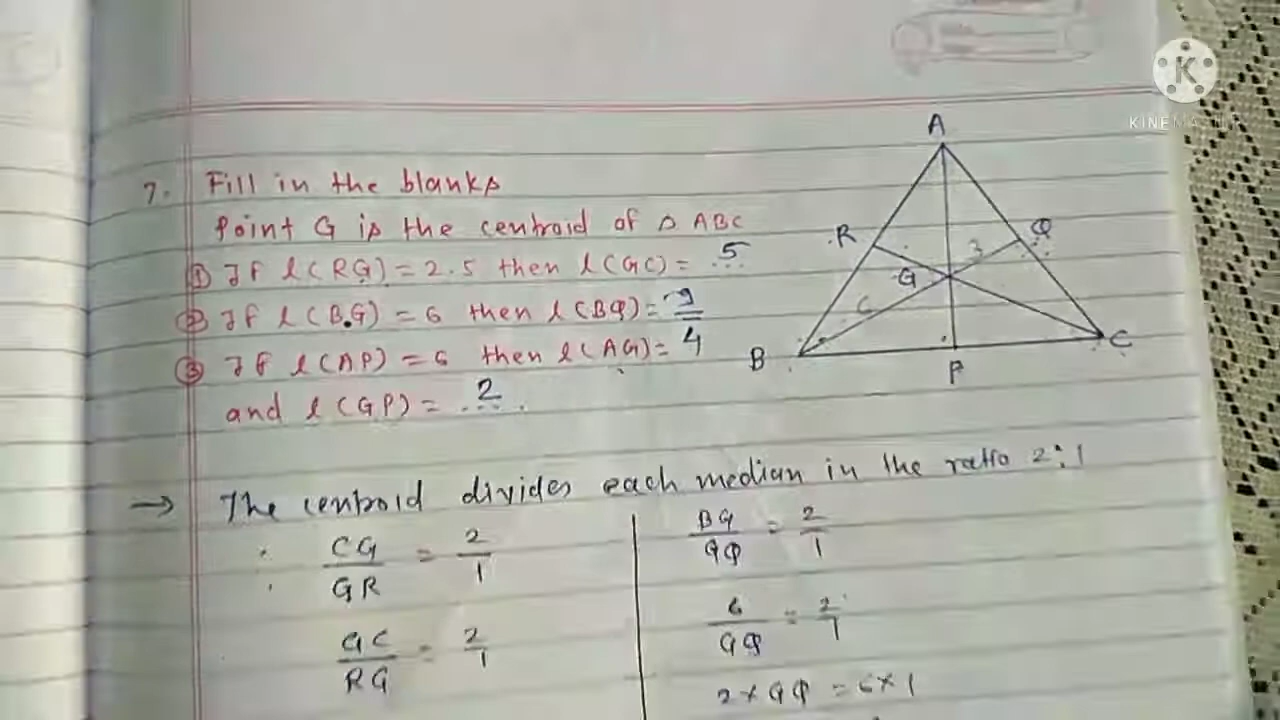 K
KINEMA
A
7. Fill in the blanks
Point G is the centroid of △ ABC
R
Q
① If l(RG) = 2.5 then l(GC) = 5
3
G
② If l(BG) = 6 then l(BQ) = 9
6
③ If l(AP) = 6 then l(AG) = 4
B
C
P
and l(GP) = 2
→ The centroid divides each median in the ratio 2:1
∴ CG/GR = 2/1
BG/GQ = 2/1
GC/RG = 2/1
6/GQ = 2/1
2 × GQ = 6 × 1